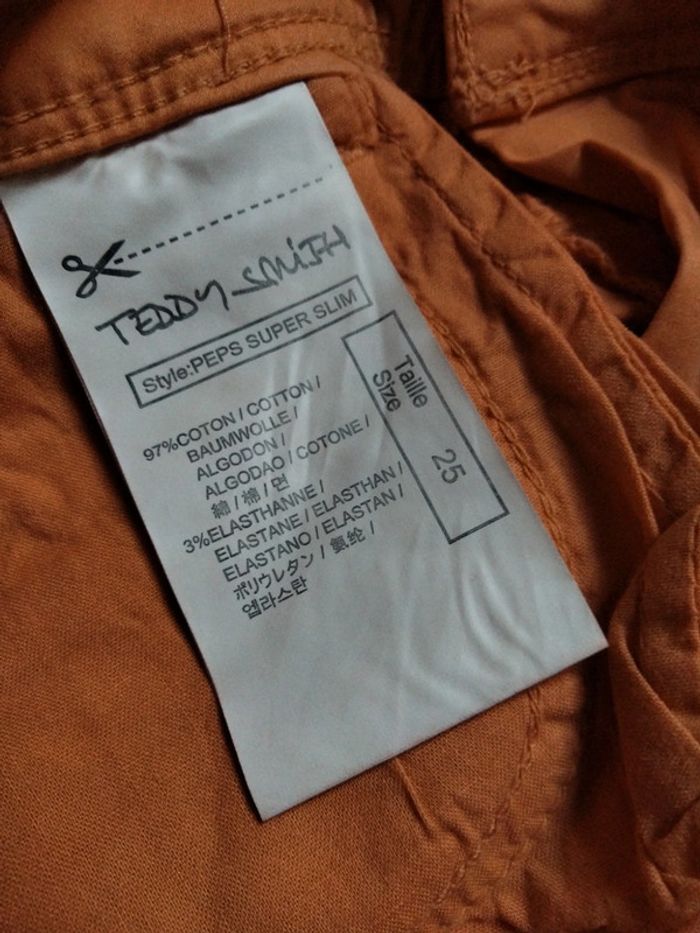 TEDDY SMITH
Style:PEPS SUPER SLIM
Taille
Size
25
97%COTON / COTTON /
BAUMWOLLE /
ALGODON /
ALGODAO / COTONE /
綿 / 棉 / 면
3%ELASTHANNE /
ELASTANE / ELASTHAN /
ELASTANO / ELASTAN /
ポリウレタン / 氨纶 /
엘라스탄